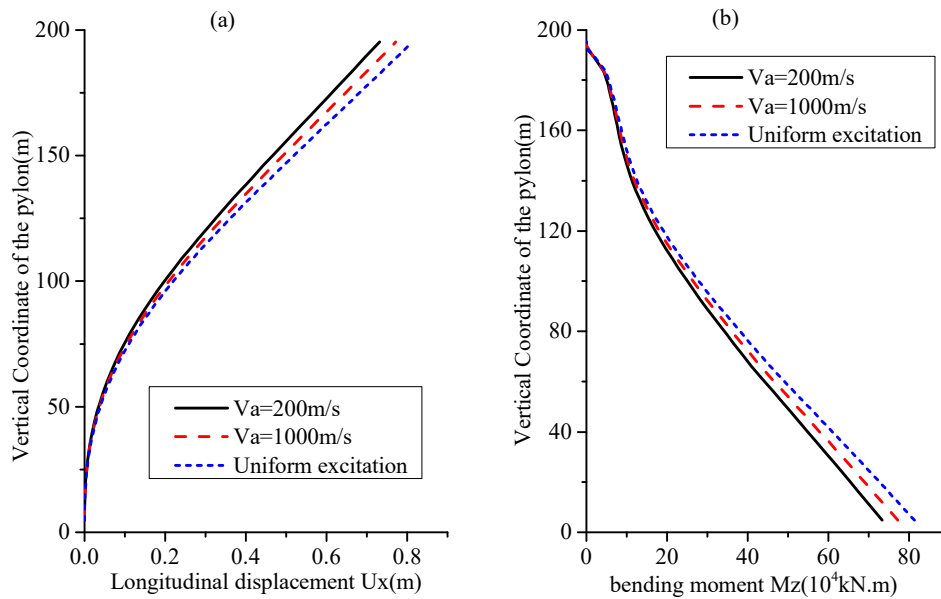 (a)
200
150
100
50
0
Vertical Coordinate of the pylon(m)
Va=200m/s
Va=1000m/s
Uniform excitation
0.0 0.2 0.4 0.6 0.8
Longitudinal displacement Ux(m)
(b)
200
160
120
80
40
0
Vertical Coordinate of the pylon(m)
Va=200m/s
Va=1000m/s
Uniform excitation
0 20 40 60 80
bending moment Mz(10⁴kN.m)